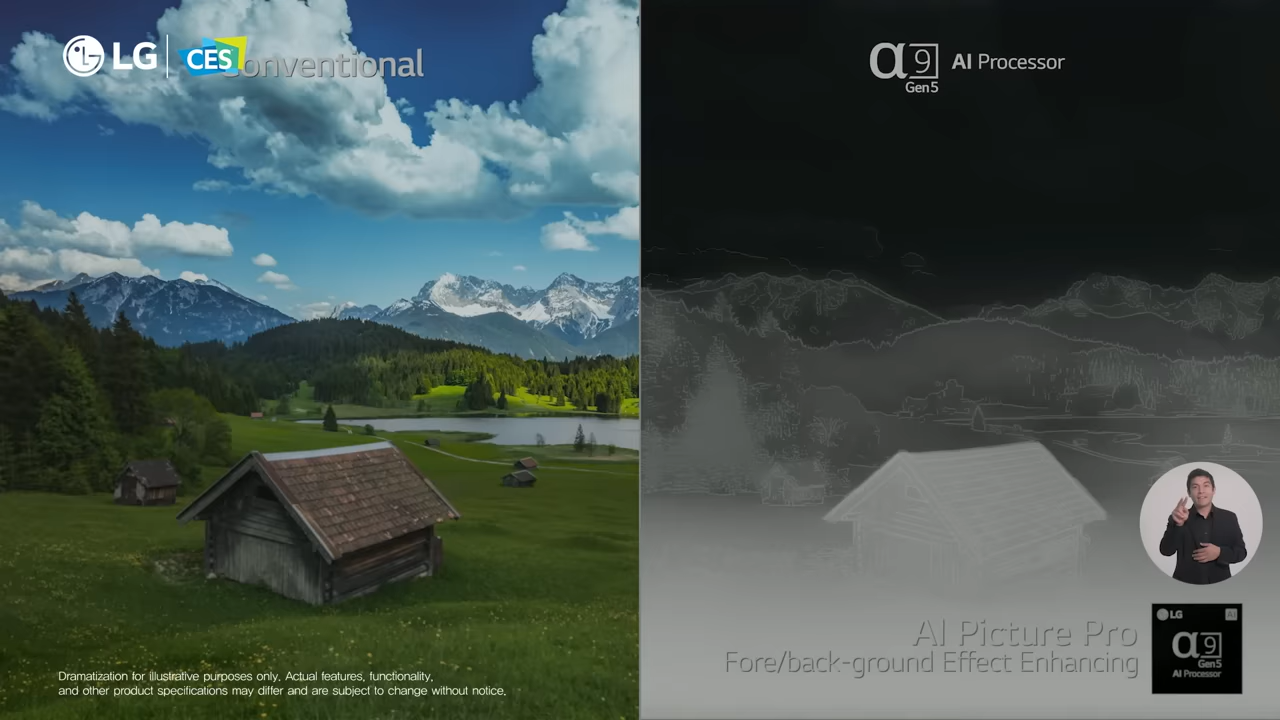 LG
CES
Conventional
α9
Gen5
AI Processor
AI Picture Pro
Fore/back-ground Effect Enhancing
LG AI
α9
Gen5
AI Processor
Dramatization for illustrative purposes only. Actual features, functionality,
and other product specifications may differ and are subject to change without notice.